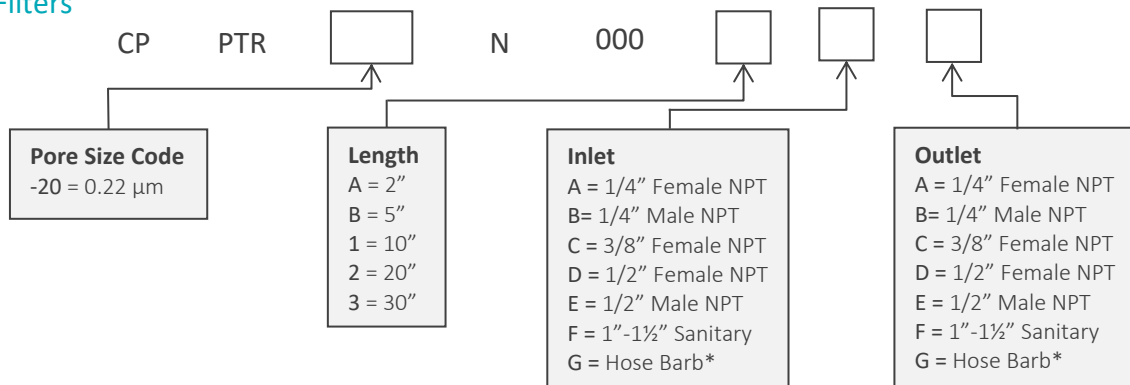 Filters
CP PTR N 000
Pore Size Code
-20 = 0.22 µm
Length
A = 2”
B = 5”
1 = 10”
2 = 20”
3 = 30”
Inlet
A = 1/4” Female NPT
B= 1/4” Male NPT
C = 3/8” Female NPT
D = 1/2” Female NPT
E = 1/2” Male NPT
F = 1”-1½” Sanitary
G = Hose Barb*
Outlet
A = 1/4” Female NPT
B= 1/4” Male NPT
C = 3/8” Female NPT
D = 1/2” Female NPT
E = 1/2” Male NPT
F = 1”-1½” Sanitary
G = Hose Barb*